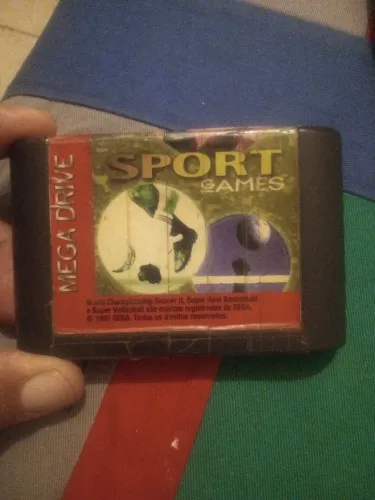 MEGA DRIVE
SPORT
GAMES
World Championship Soccer II, Super Real Basketball
e Super Volleyball são marcas registradas de SEGA.
SEGA. Todos os direitos reservados.